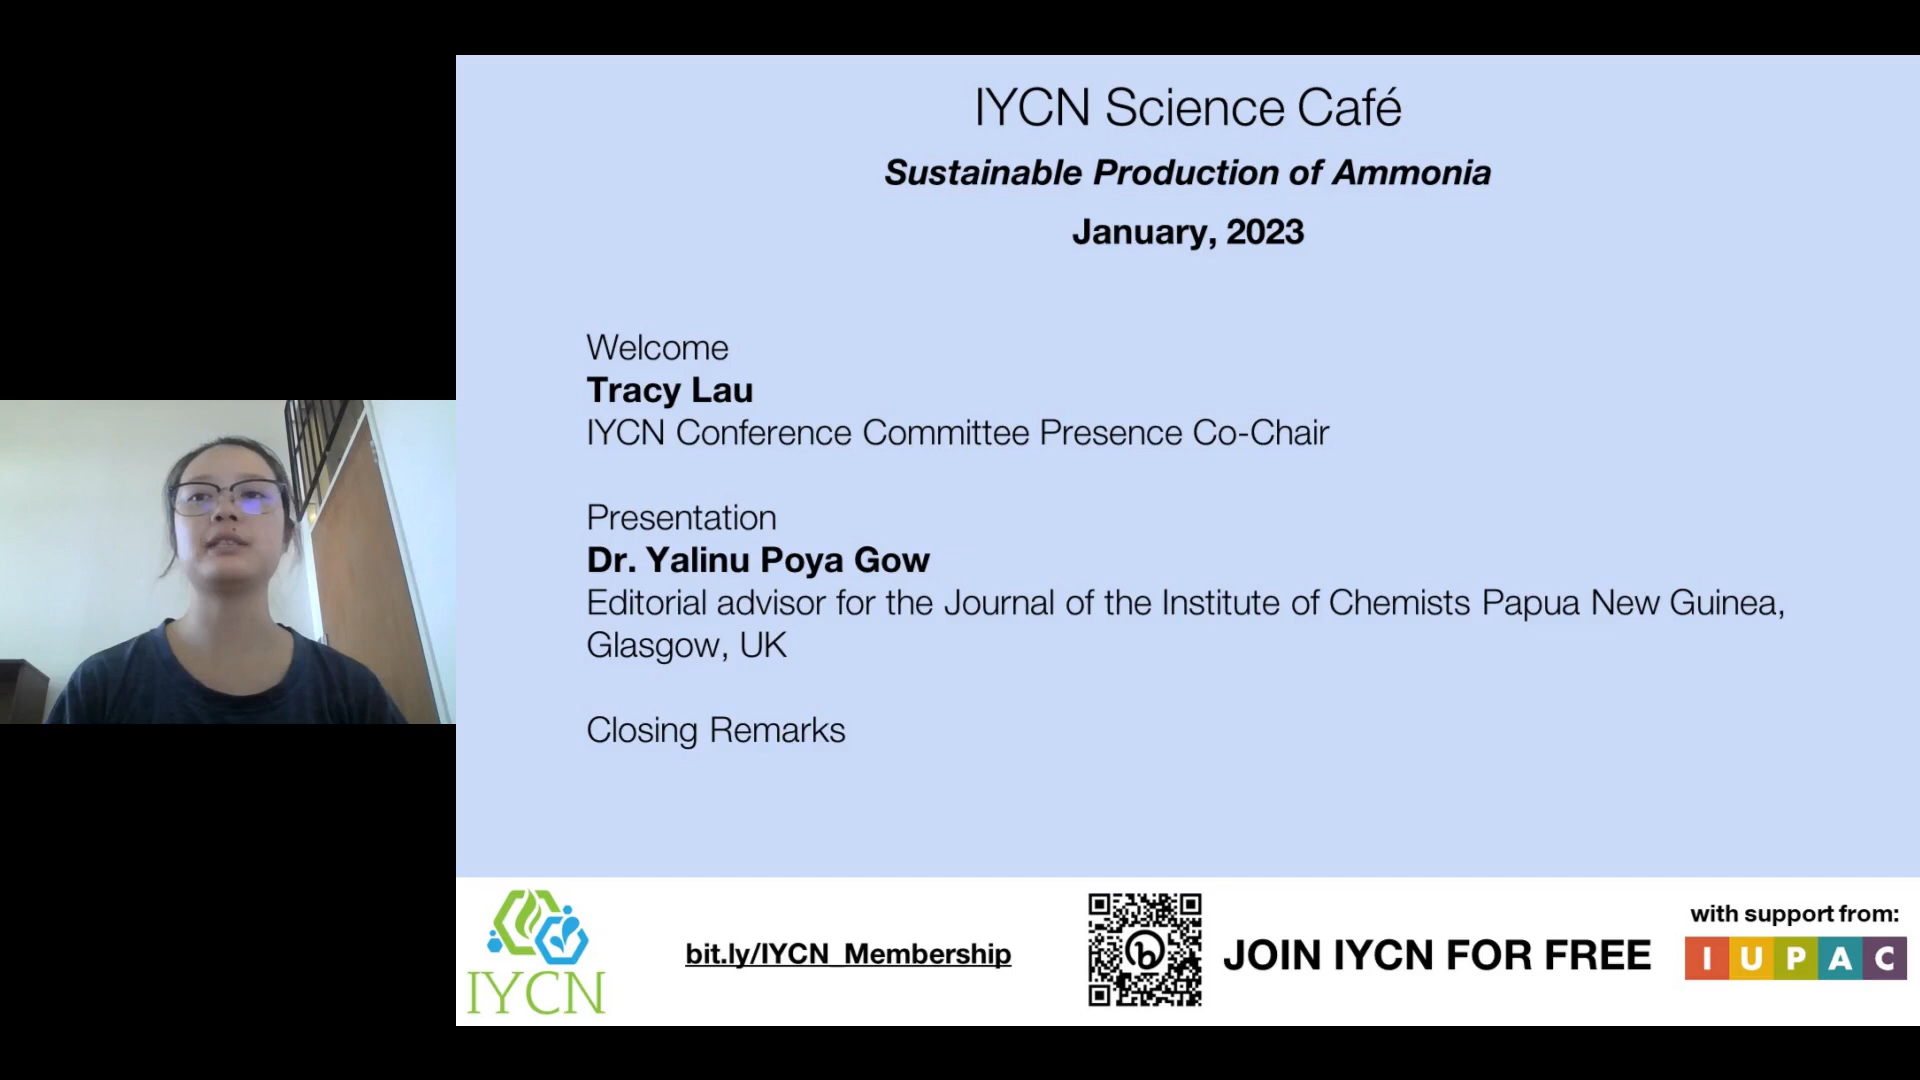 IYCN Science Café
Sustainable Production of Ammonia
January, 2023
Welcome
Tracy Lau
IYCN Conference Committee Presence Co-Chair
Presentation
Dr. Yalinu Poya Gow
Editorial advisor for the Journal of the Institute of Chemists Papua New Guinea,
Glasgow, UK
Closing Remarks
IYCN
bit.ly/IYCN_Membership
b
JOIN IYCN FOR FREE
with support from:
IUPAC